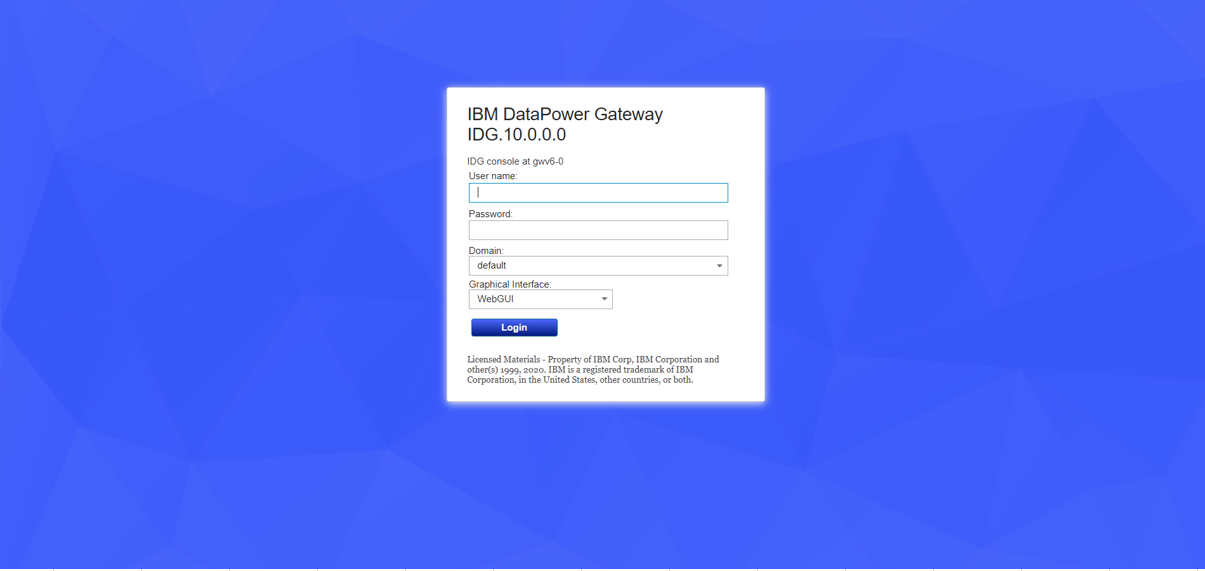 IBM DataPower Gateway
IDG.10.0.0.0
IDG console at gwv6-0
User name:
Password:
Domain:
default
Graphical Interface:
WebGUI
Login
Licensed Materials - Property of IBM Corp, IBM Corporation and
other(s) 1999, 2020. IBM is a registered trademark of IBM
Corporation, in the United States, other countries, or both.